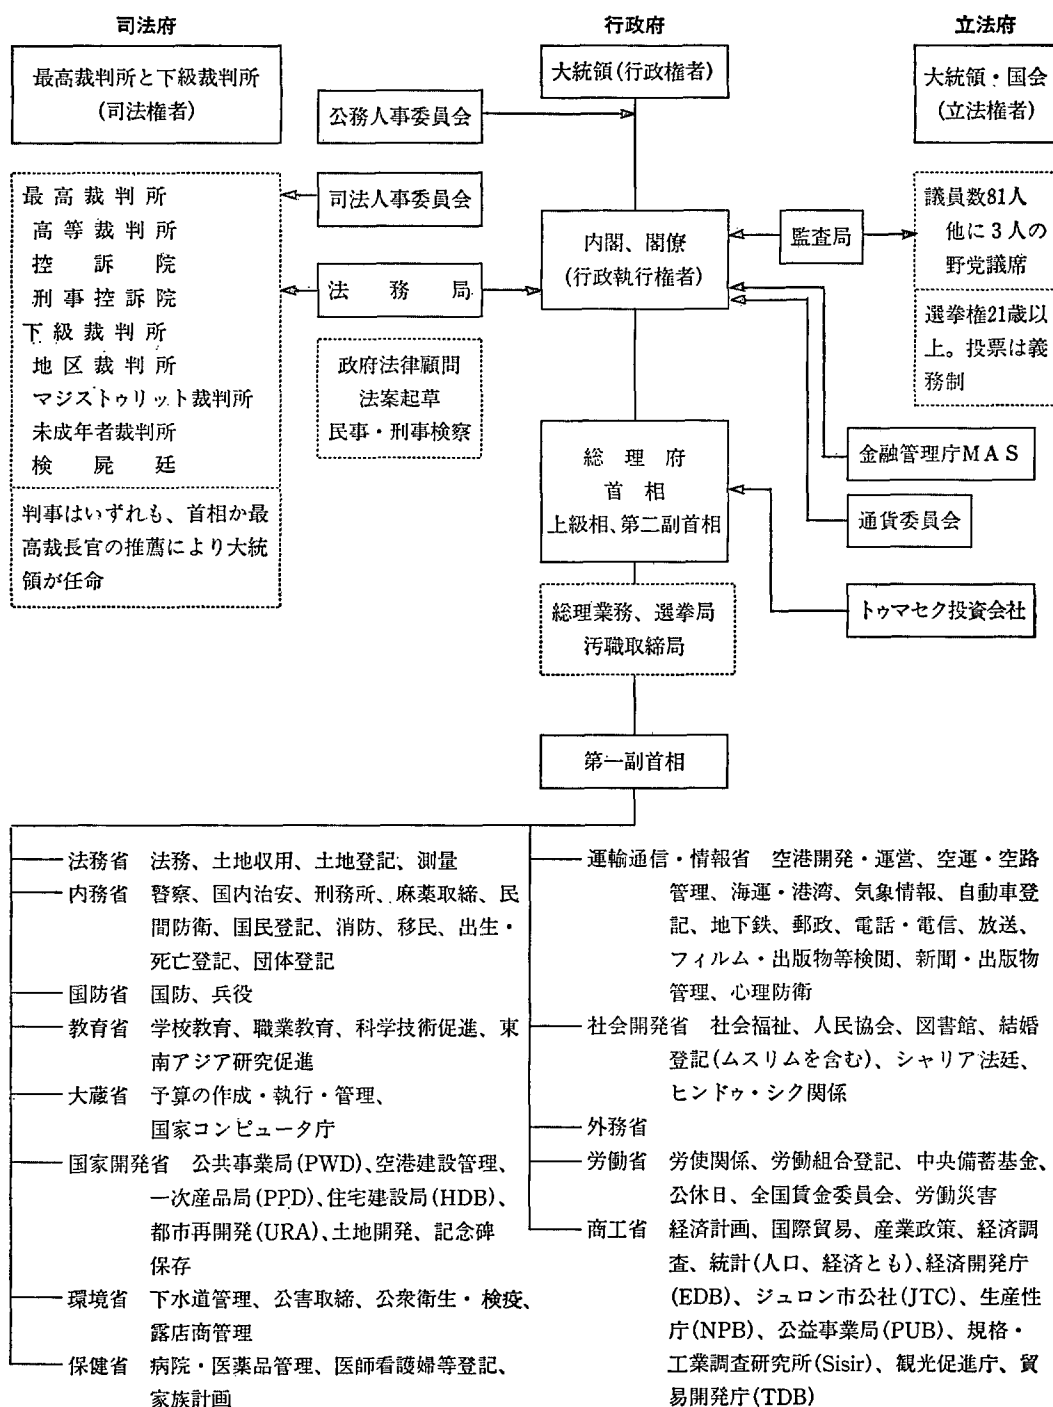 司法府
最高裁判所と下級裁判所
(司法権者)
行政府
大統領(行政権者)
立法府
大統領・国会
(立法権者)
公務人事委員会
司法人事委員会
法務局
政府法律顧問
法案起草
民事・刑事検察
最高裁判所
高等裁判所
控訴院
刑事控訴院
下級裁判所
地区裁判所
マジストゥリット裁判所
未成年者裁判所
検屍廷
判事はいずれも、首相か最
高裁長官の推薦により大統
領が任命
内閣、閣僚
(行政執行権者)
監査局
議員数81人
他に3人の
野党議席
選挙権21歳以
上。投票は義
務制
総理府
首相
上級相、第二副首相
金融管理庁MAS
通貨委員会
トゥマセク投資会社
総理業務、選挙局
汚職取締局
第一副首相
法務省 法務、土地収用、土地登記、測量
内務省 警察、国内治安、刑務所、麻薬取締、民
間防衛、国民登記、消防、移民、出生・
死亡登記、団体登記
国防省 国防、兵役
教育省 学校教育、職業教育、科学技術促進、東
南アジア研究促進
大蔵省 予算の作成・執行・管理、
国家コンピュータ庁
国家開発省 公共事業局(PWD)、空港建設管理、
一次産品局(PPD)、住宅建設局(HDB)、
都市再開発(URA)、土地開発、記念碑
保存
環境省 下水道管理、公害取締、公衆衛生・検疫、
露店商管理
保健省 病院・医薬品管理、医師看護婦等登記、
家族計画
運輸通信・情報省 空港開発・運営、空運・空路
管理、海運・港湾、気象情報、自動車登
記、地下鉄、郵政、電話・電信、放送、
フィルム・出版物等検閲、新聞・出版物
管理、心理防衛
社会開発省 社会福祉、人民協会、図書館、結婚
登記(ムスリムを含む)、シャリア法廷、
ヒンドゥ・シク関係
外務省
労働省 労使関係、労働組合登記、中央備蓄基金、
公休日、全国賃金委員会、労働災害
商工省 経済計画、国際貿易、産業政策、経済調
査、統計(人口、経済とも)、経済開発庁
(EDB)、ジュロン市公社(JTC)、生産性
庁(NPB)、公益事業局(PUB)、規格・
工業調査研究所(Sisir)、観光促進庁、貿
易開発庁(TDB)